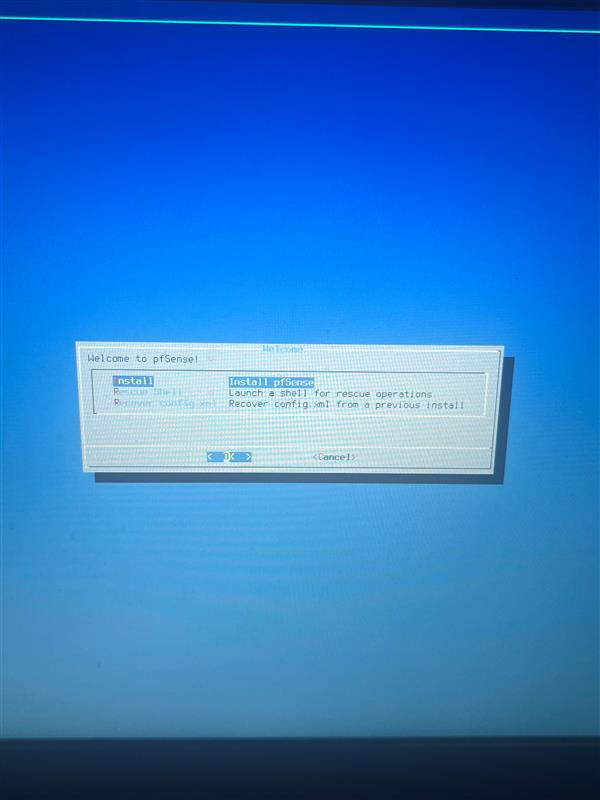 Welcome
Welcome to pfSense!
Install Install pfSense
Rescue Shell Launch a shell for rescue operations
Recover config.xml Recover config.xml from a previous install
< OK > <Cancel>